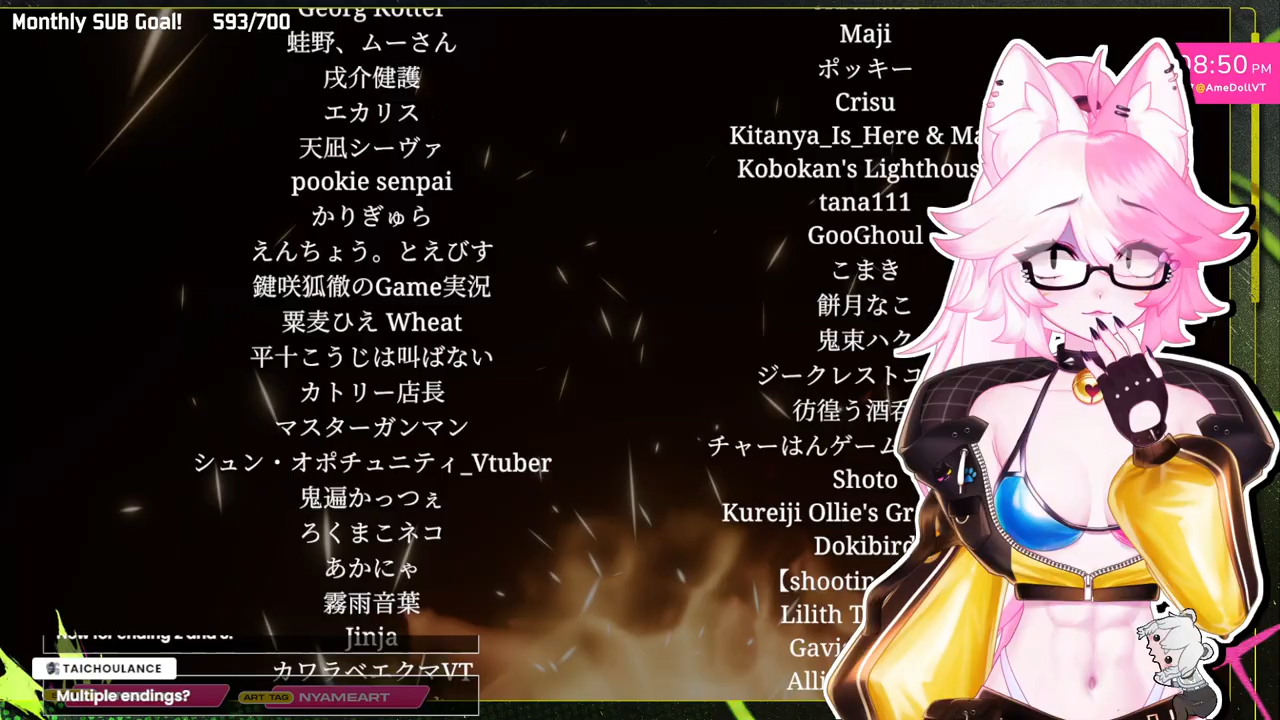 Monthly SUB Goal! 593/700
Georg Kotter
蛙野、ムーさん
戌介健護
エカリス
天凪シーヴァ
pookie senpai
かりぎゅら
えんちょう。とえびす
鍵咲狐徹のGame実況
粟麦ひえ Wheat
平十こうじは叫ばない
カトリー店長
マスターガンマン
シュン・オポチュニティ_Vtuber
鬼遍かっつぇ
ろくまこネコ
あかにゃ
霧雨音葉
Jinja
カワラベエクマVT
Maji
ポッキー
Crisu
Kitanya_Is_Here &
Kobokan's
tana111
GooGhoul
こまき
餅月なこ
鬼束ハク
ジークレスト
彷徨う酒呑
チャーはんゲーム
Shoto
Kureiji Ollie's
Dokibird
Lilith
8:50 PM
@AmeDollVT
Now for ending 2 and 3.
TAICHOULANCE
Multiple endings?
ART TAG
NYAMEART